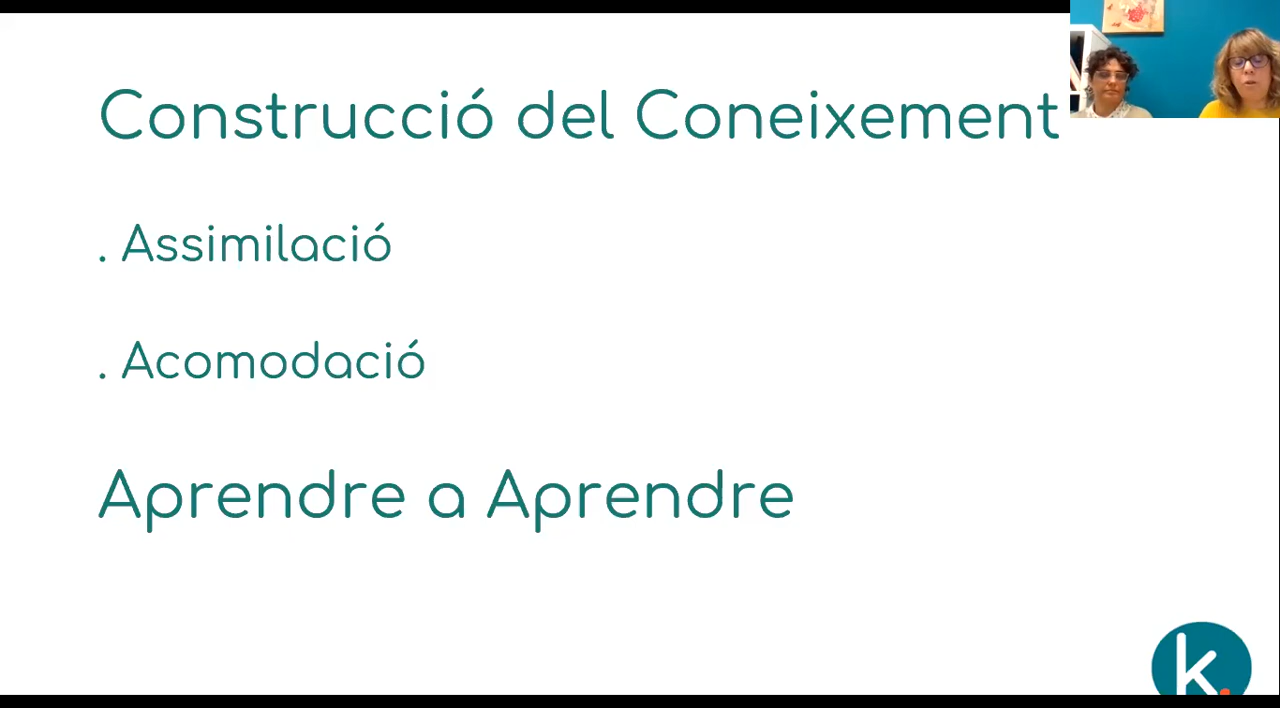 Construcció del Coneixement
. Assimilació
. Acomodació
Aprendre a Aprendre
k.